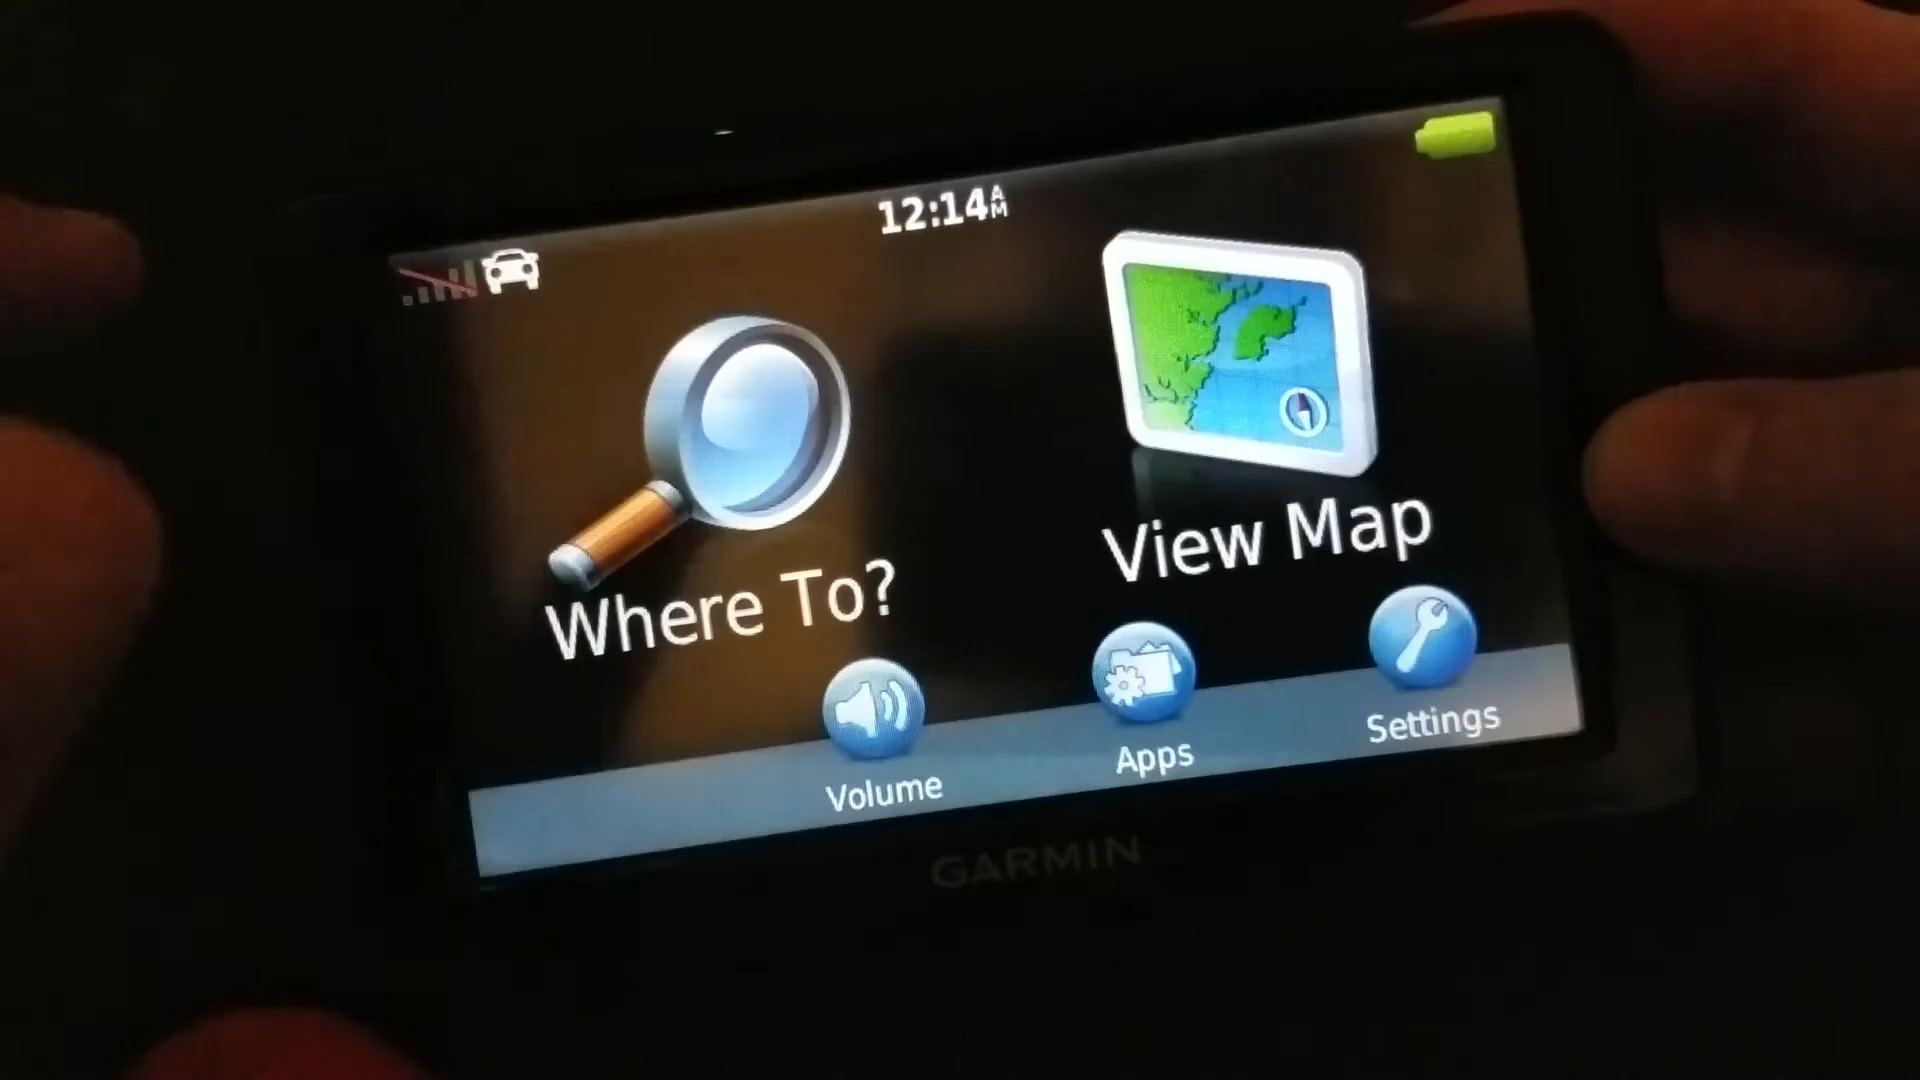 12:14AM
Where To?
View Map
Volume
Apps
Settings
GARMIN